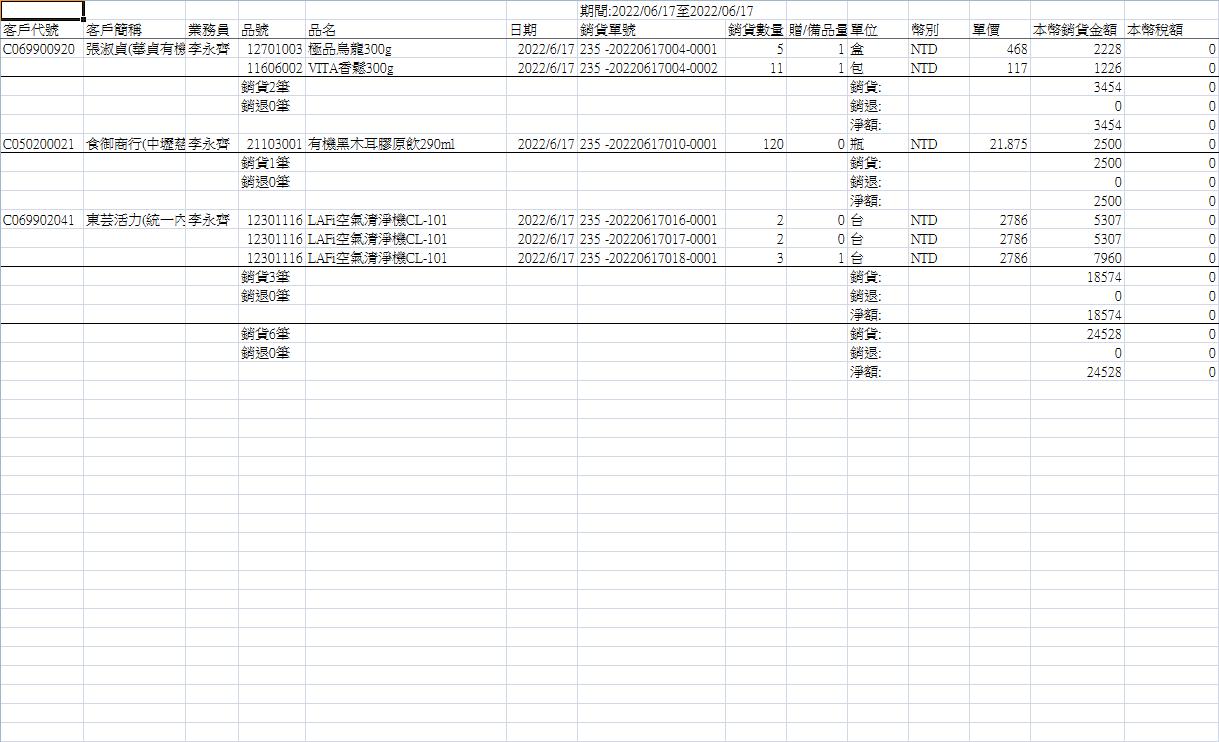 期間:2022/06/17至2022/06/17
客戶代號 客戶簡稱 業務員 品號 品名 日期 銷貨單號 銷貨數量 贈/備品量 單位 幣別 單價 本幣銷貨金額 本幣稅額
C069900920 張淑貞(華貞有機 李永齊 12701003 極品烏龍300g 2022/6/17 235 -20220617004-0001 5 1 盒 NTD 468 2228 0
11606002 VITA香鬆300g 2022/6/17 235 -20220617004-0002 11 1 包 NTD 117 1226 0
銷貨2筆 銷貨: 3454 0
銷退0筆 銷退: 0 0
淨額: 3454 0
C050200021 食御商行(中壢慈 李永齊 21103001 有機黑木耳膠原飲290ml 2022/6/17 235 -20220617010-0001 120 0 瓶 NTD 21.875 2500 0
銷貨1筆 銷貨: 2500 0
銷退0筆 銷退: 0 0
淨額: 2500 0
C069902041 東芸活力(統一內 李永齊 12301116 LAFi空氣清淨機CL-101 2022/6/17 235 -20220617016-0001 2 0 台 NTD 2786 5307 0
12301116 LAFi空氣清淨機CL-101 2022/6/17 235 -20220617017-0001 2 0 台 NTD 2786 5307 0
12301116 LAFi空氣清淨機CL-101 2022/6/17 235 -20220617018-0001 3 1 台 NTD 2786 7960 0
銷貨3筆 銷貨: 18574 0
銷退0筆 銷退: 0 0
淨額: 18574 0
銷貨6筆 銷貨: 24528 0
銷退0筆 銷退: 0 0
淨額: 24528 0